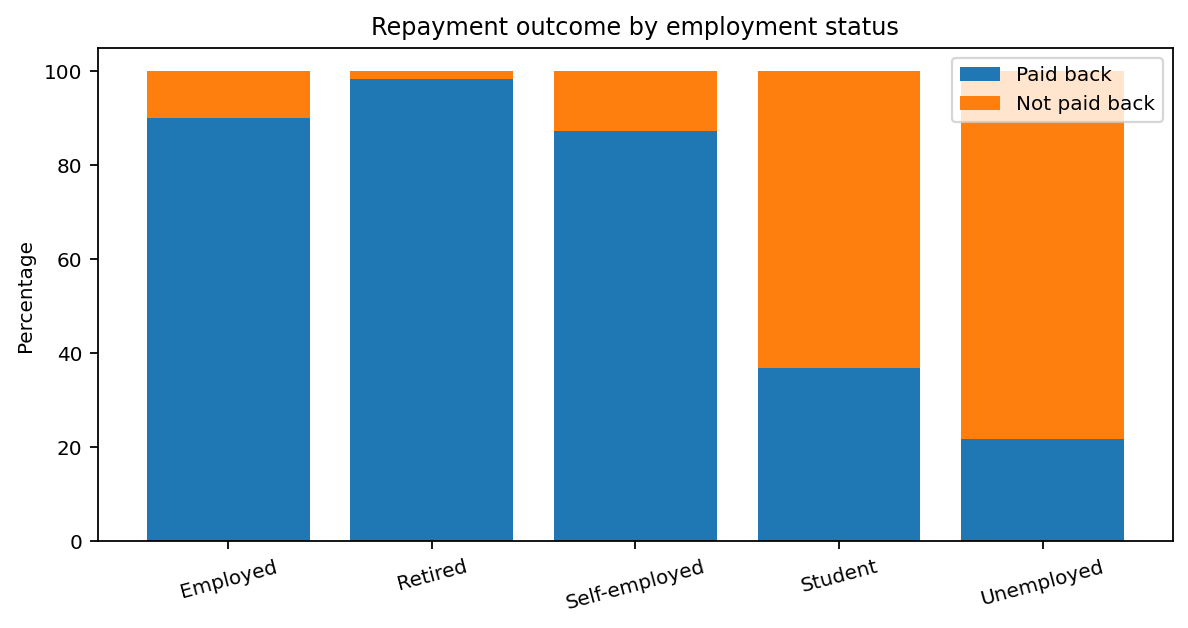 Repayment outcome by employment status
Paid back
Not paid back
Percentage
100
80
60
40
20
0
Employed
Retired
Self-employed
Student
Unemployed